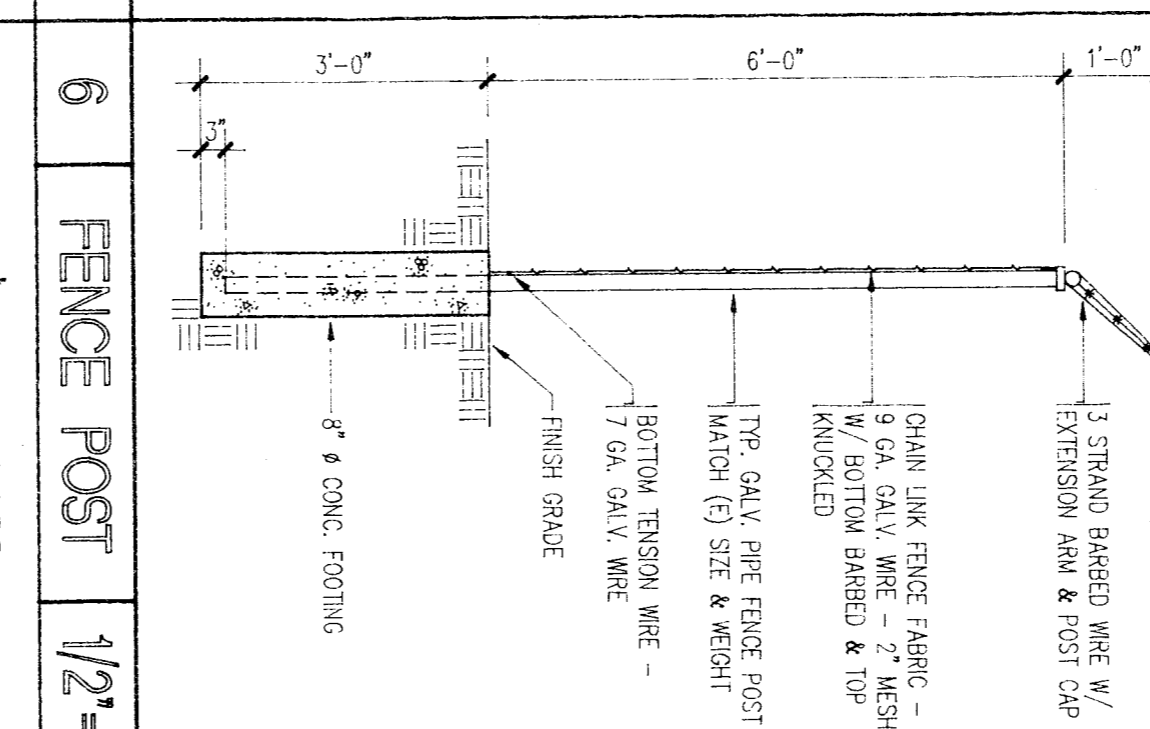 3'-0"
6'-0"
1'-0"
3"
3 STRAND BARBED WIRE W/
EXTENSION ARM & POST CAP
CHAIN LINK FENCE FABRIC -
9 GA. GALV. WIRE - 2" MESH
W/ BOTTOM BARBED & TOP
KNUCKLED
TYP. GALV. PIPE FENCE POST
MATCH (E) SIZE & WEIGHT
BOTTOM TENSION WIRE -
7 GA. GALV. WIRE
FINISH GRADE
8" ø CONC. FOOTING
6
FENCE POST
1/2"=